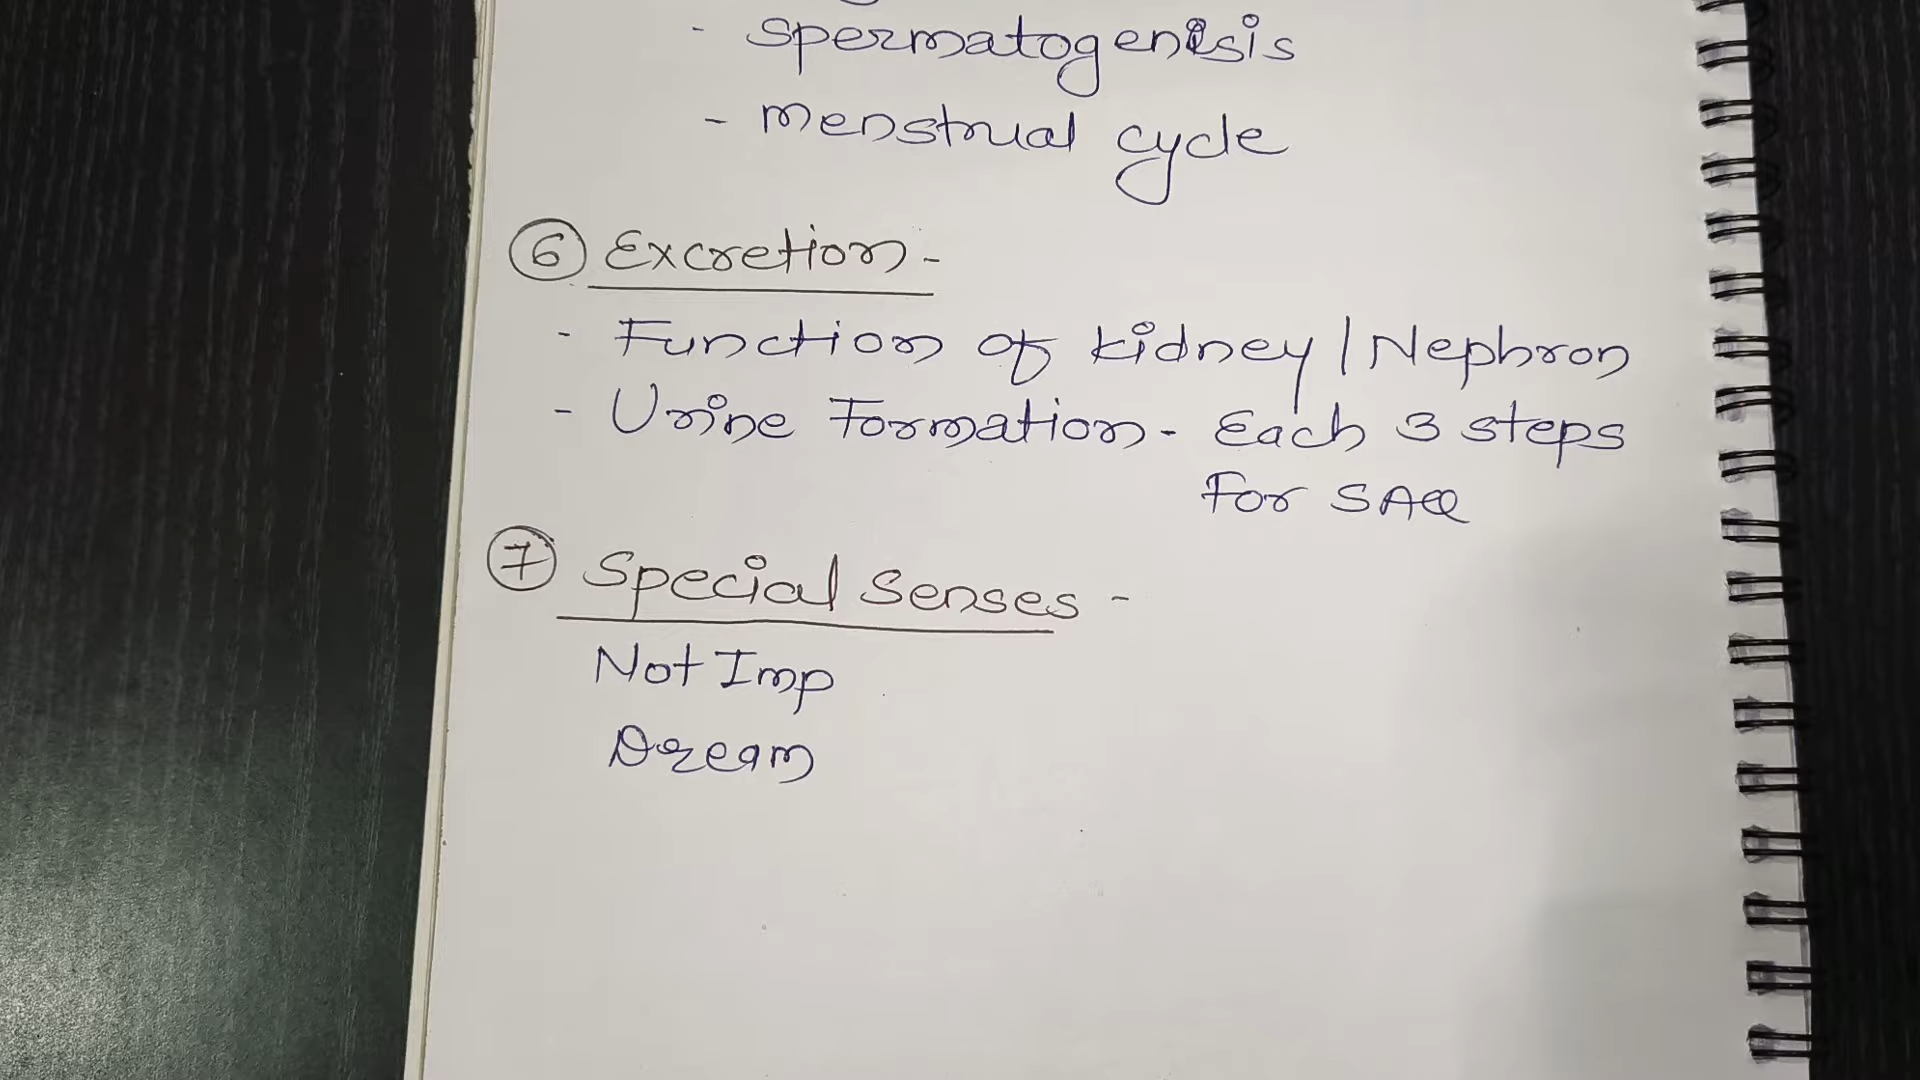 - Spermatogenesis
- Menstrual cycle
6 Excretion -
- Function of kidney / Nephron
- Urine Formation - Each 3 steps
For SAQ
7 Special Senses -
Not Imp
Dream